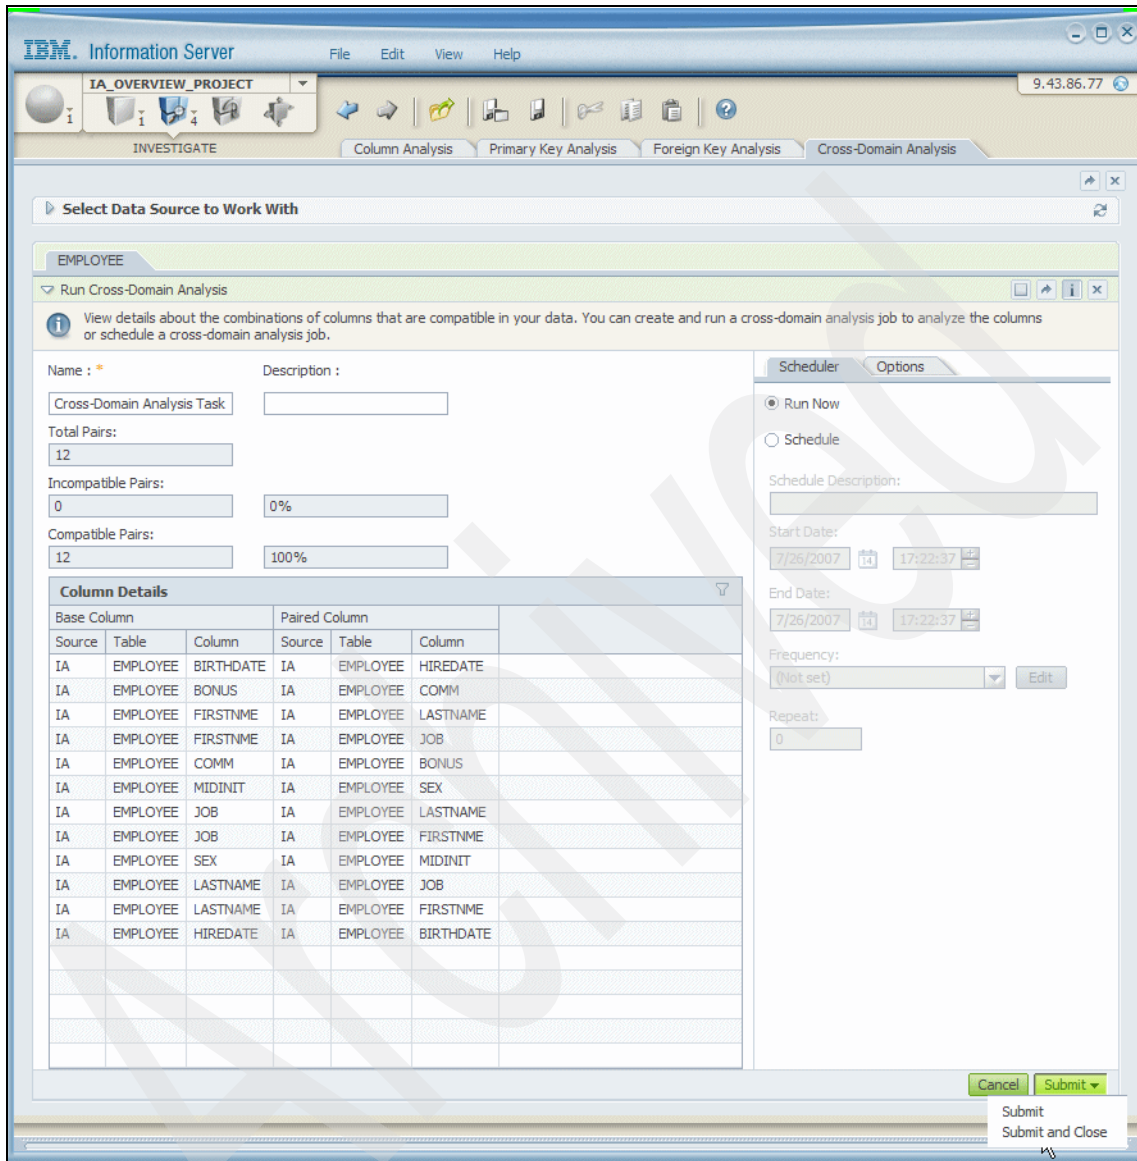 IBM. Information Server File Edit View Help
IA_OVERVIEW_PROJECT
9.43.86.77
1 1 4
INVESTIGATE
Column Analysis Primary Key Analysis Foreign Key Analysis Cross-Domain Analysis
Select Data Source to Work With
EMPLOYEE
Run Cross-Domain Analysis
View details about the combinations of columns that are compatible in your data. You can create and run a cross-domain analysis job to analyze the columns
or schedule a cross-domain analysis job.
Name : * Description :
Cross-Domain Analysis Task
Total Pairs:
12
Incompatible Pairs:
0 0%
Compatible Pairs:
12 100%
Column Details
Base Column Paired Column
Source Table Column Source Table Column
IA EMPLOYEE BIRTHDATE IA EMPLOYEE HIREDATE
IA EMPLOYEE BONUS IA EMPLOYEE COMM
IA EMPLOYEE FIRSTNME IA EMPLOYEE LASTNAME
IA EMPLOYEE FIRSTNME IA EMPLOYEE JOB
IA EMPLOYEE COMM IA EMPLOYEE BONUS
IA EMPLOYEE MIDINIT IA EMPLOYEE SEX
IA EMPLOYEE JOB IA EMPLOYEE LASTNAME
IA EMPLOYEE JOB IA EMPLOYEE FIRSTNME
IA EMPLOYEE SEX IA EMPLOYEE MIDINIT
IA EMPLOYEE LASTNAME IA EMPLOYEE JOB
IA EMPLOYEE LASTNAME IA EMPLOYEE FIRSTNME
IA EMPLOYEE HIREDATE IA EMPLOYEE BIRTHDATE
Scheduler Options
Run Now
Schedule
Schedule Description:
Start Date:
7/26/2007 14 17:22:37
End Date:
7/26/2007 14 17:22:37
Frequency:
(Not set) Edit
Repeat:
0
Cancel Submit
Submit
Submit and Close
Archived